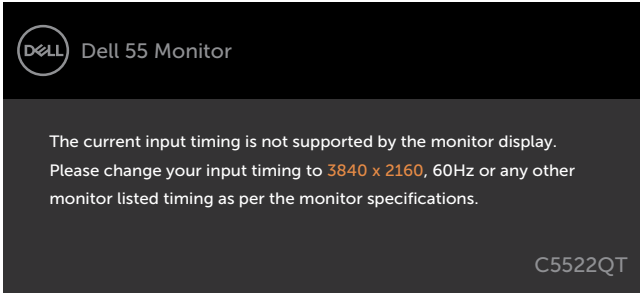 DELL
Dell 55 Monitor
The current input timing is not supported by the monitor display.
Please change your input timing to 3840 x 2160, 60Hz or any other
monitor listed timing as per the monitor specifications.
C5522QT